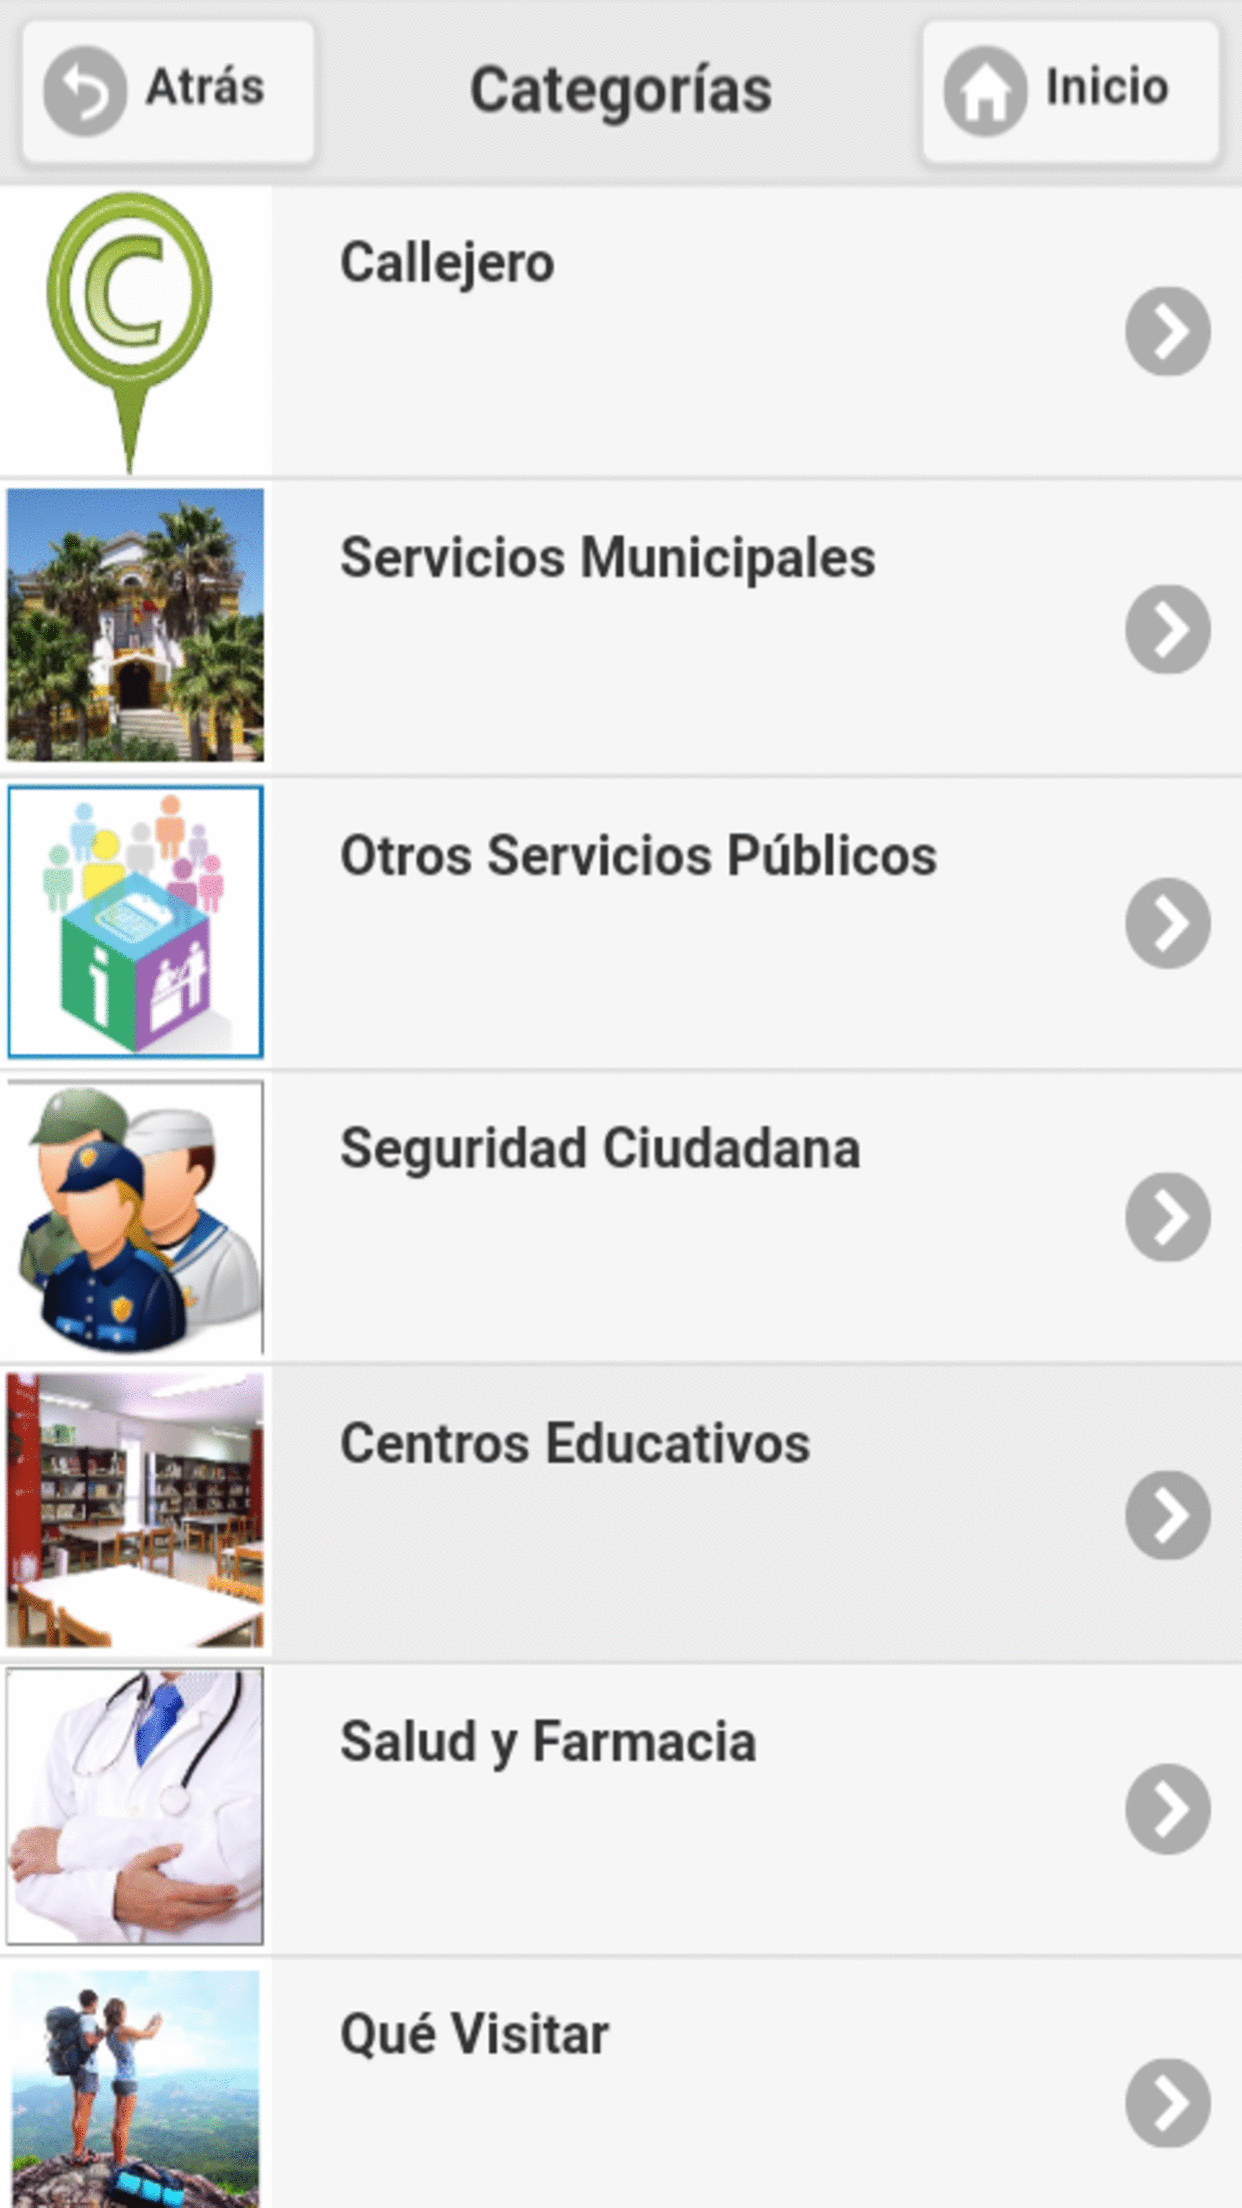 Atrás
Categorías
Inicio
C
Callejero
Servicios Municipales
Otros Servicios Públicos
i
Seguridad Ciudadana
Centros Educativos
Salud y Farmacia
Qué Visitar